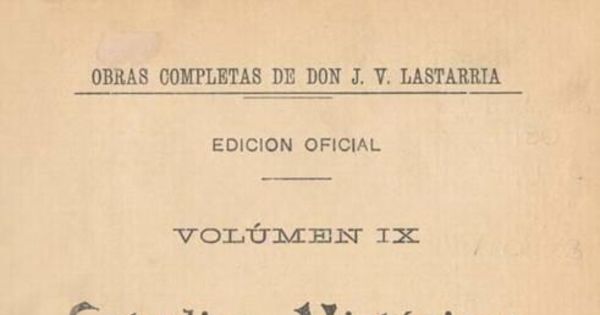 OBRAS COMPLETAS DE DON J. V. LASTARRIA
EDICION OFICIAL
VOLÚMEN IX